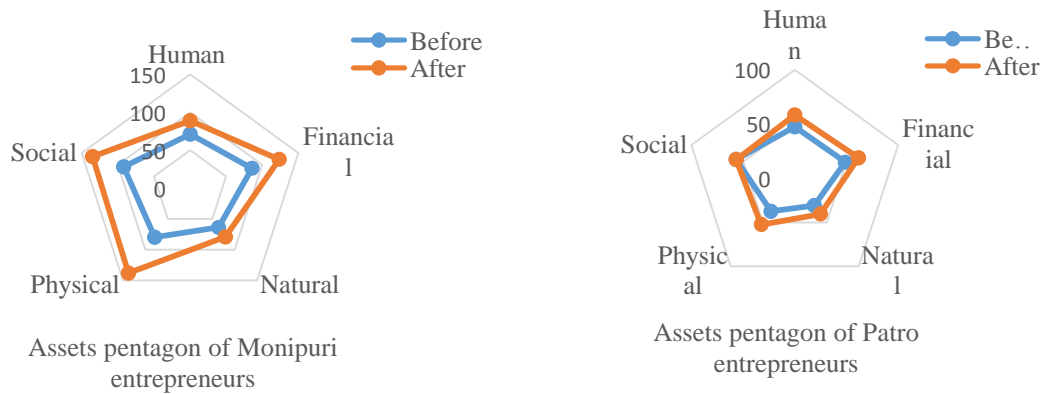 Human
Before
After
150
100
50
0
Social
Financia
l
Physical
Natural
Assets pentagon of Monipuri
entrepreneurs
Huma
n
Be..
After
100
50
0
Social
Financ
ial
Physic
al
Natura
l
Assets pentagon of Patro
entrepreneurs